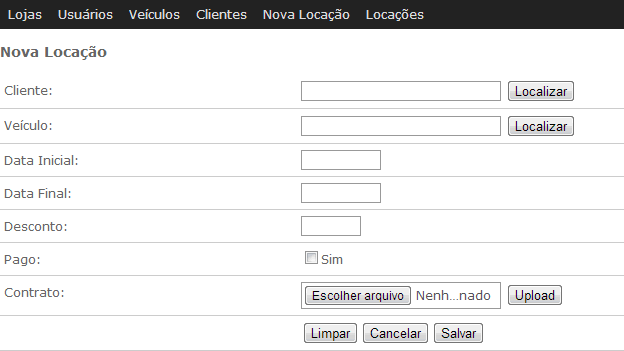 Lojas Usuários Veículos Clientes Nova Locação Locações
Nova Locação
Cliente: Localizar
Veículo: Localizar
Data Inicial:
Data Final:
Desconto:
Pago: Sim
Contrato: Escolher arquivo Nenh...nado Upload
Limpar Cancelar Salvar